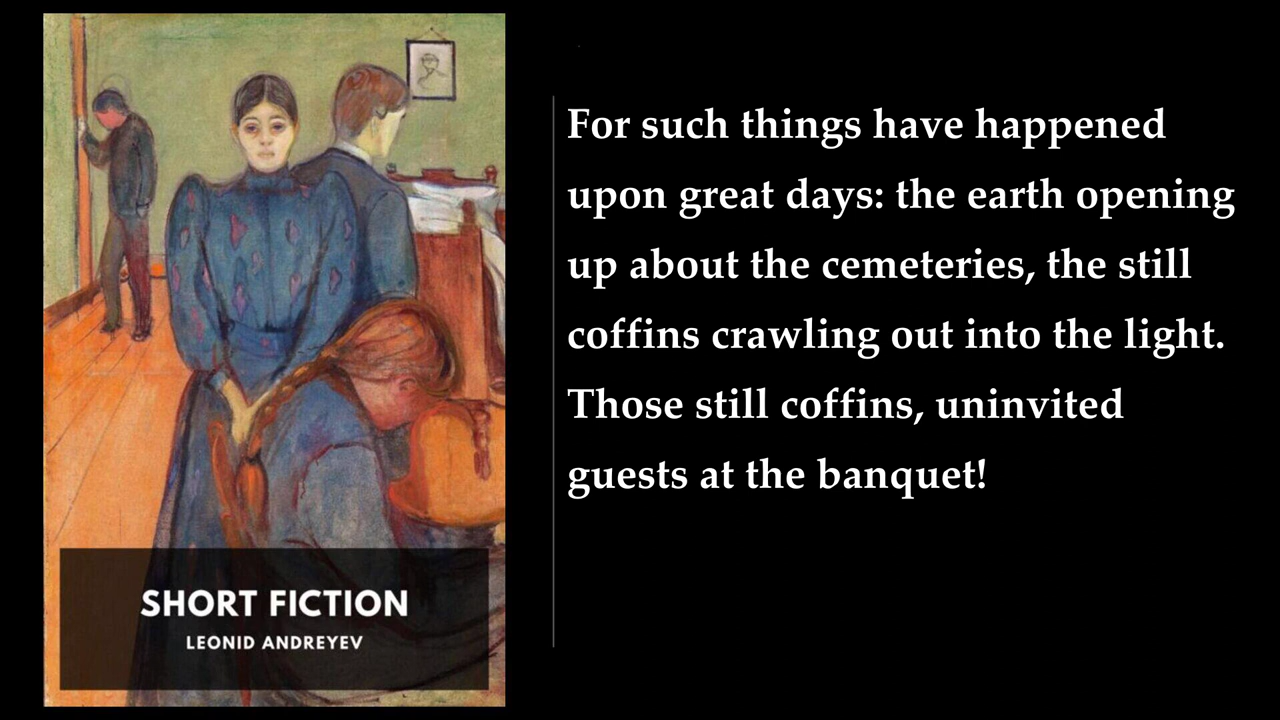 For such things have happened
upon great days: the earth opening
up about the cemeteries, the still
coffins crawling out into the light.
Those still coffins, uninvited
guests at the banquet!
SHORT FICTION
LEONID ANDREYEV